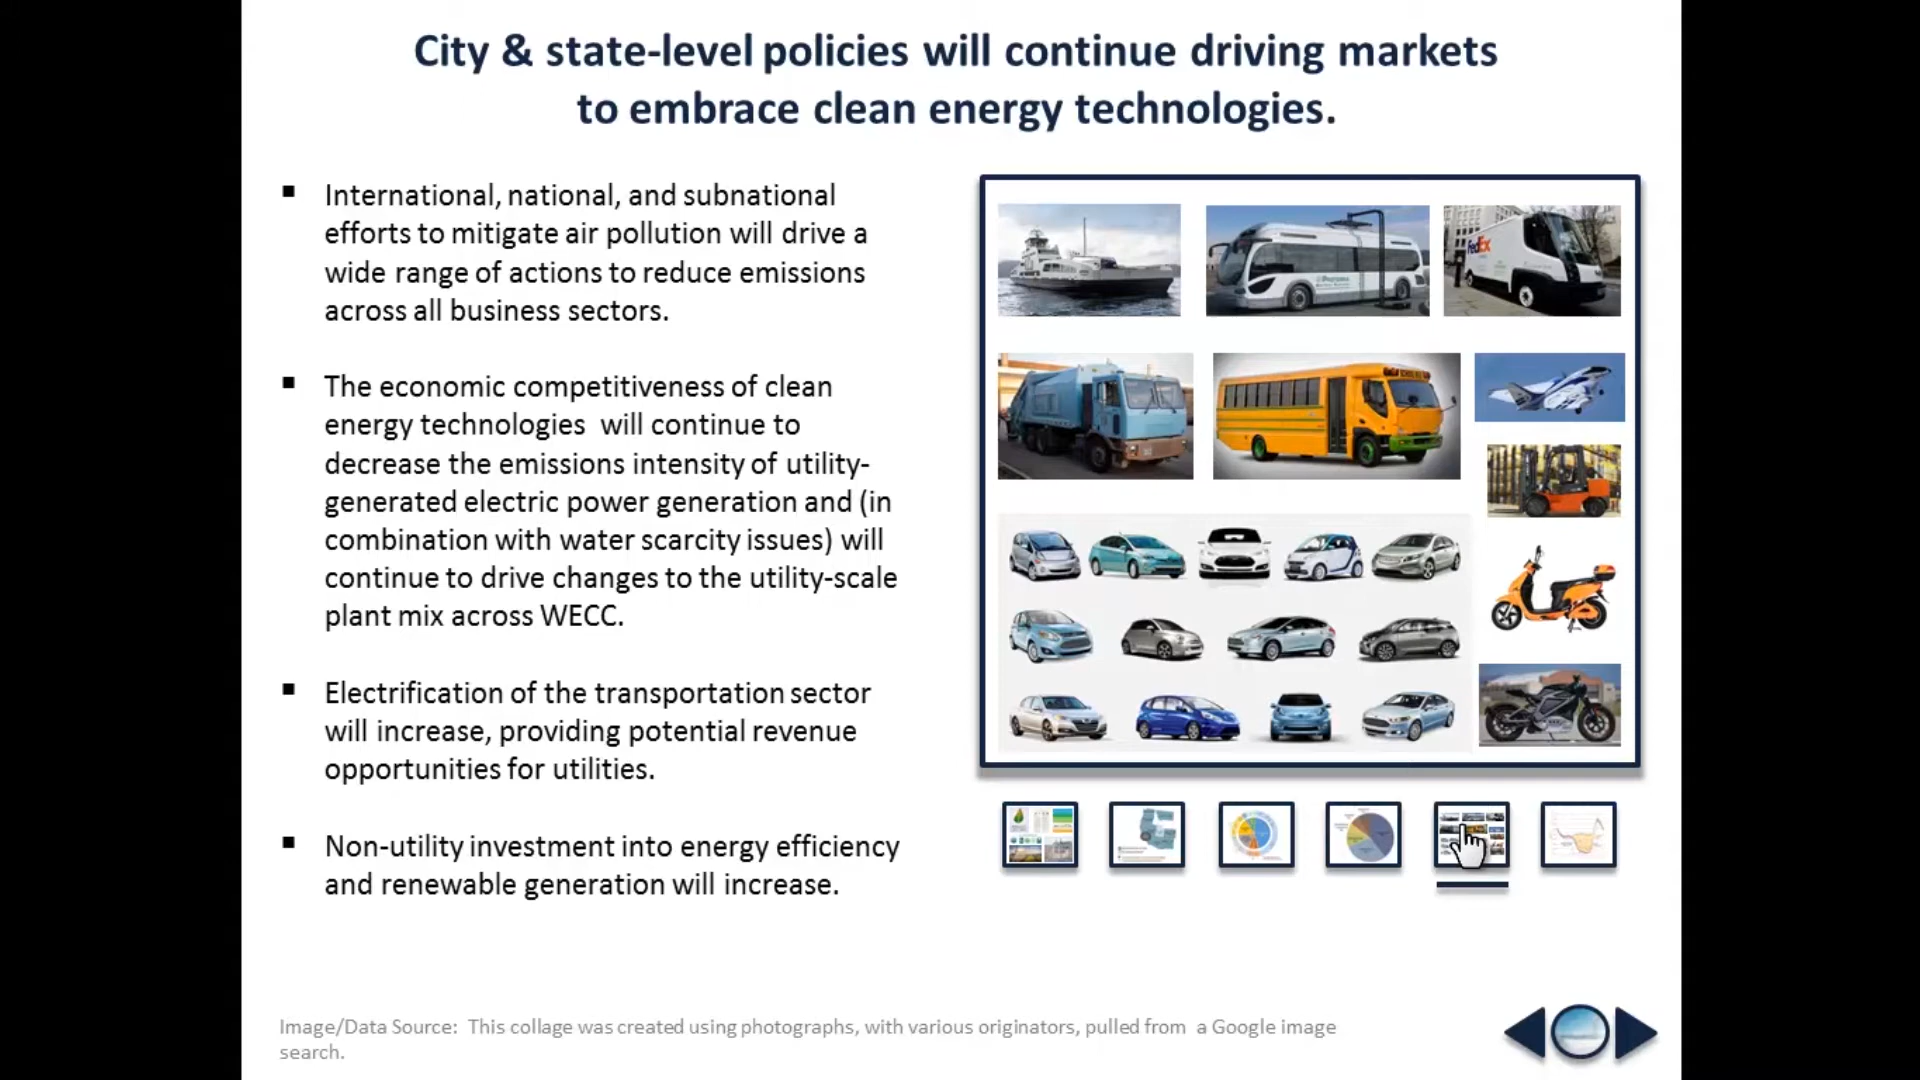 City & state-level policies will continue driving markets
to embrace clean energy technologies.
▪ International, national, and subnational
efforts to mitigate air pollution will drive a
wide range of actions to reduce emissions
across all business sectors.
▪ The economic competitiveness of clean
energy technologies will continue to
decrease the emissions intensity of utility-
generated electric power generation and (in
combination with water scarcity issues) will
continue to drive changes to the utility-scale
plant mix across WECC.
▪ Electrification of the transportation sector
will increase, providing potential revenue
opportunities for utilities.
▪ Non-utility investment into energy efficiency
and renewable generation will increase.
FedEx
SCHOOL BUS
Image/Data Source: This collage was created using photographs, with various originators, pulled from a Google image
search.